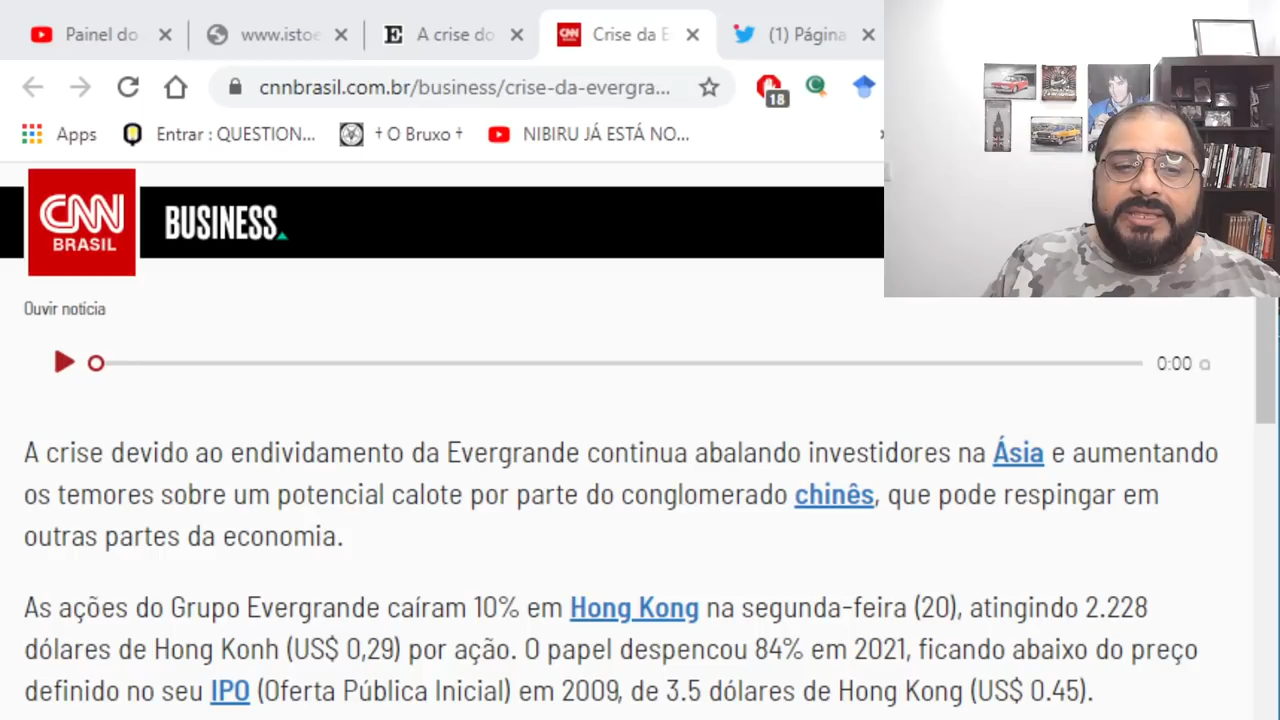 Painel do
www.istoe
A crise do
Crise da E
(1) Página
cnnbrasil.com.br/business/crise-da-evergra...
18
Apps
Entrar : QUESTION...
† O Bruxo †
NIBIRU JÁ ESTÁ NO...
CNN
BRASIL
BUSINESS
Ouvir notícia
0:00
A crise devido ao endividamento da Evergrande continua abalando investidores na Ásia e aumentando
os temores sobre um potencial calote por parte do conglomerado chinês, que pode respingar em
outras partes da economia.
As ações do Grupo Evergrande caíram 10% em Hong Kong na segunda-feira (20), atingindo 2.228
dólares de Hong Konh (US$ 0,29) por ação. O papel despencou 84% em 2021, ficando abaixo do preço
definido no seu IPO (Oferta Pública Inicial) em 2009, de 3.5 dólares de Hong Kong (US$ 0.45).